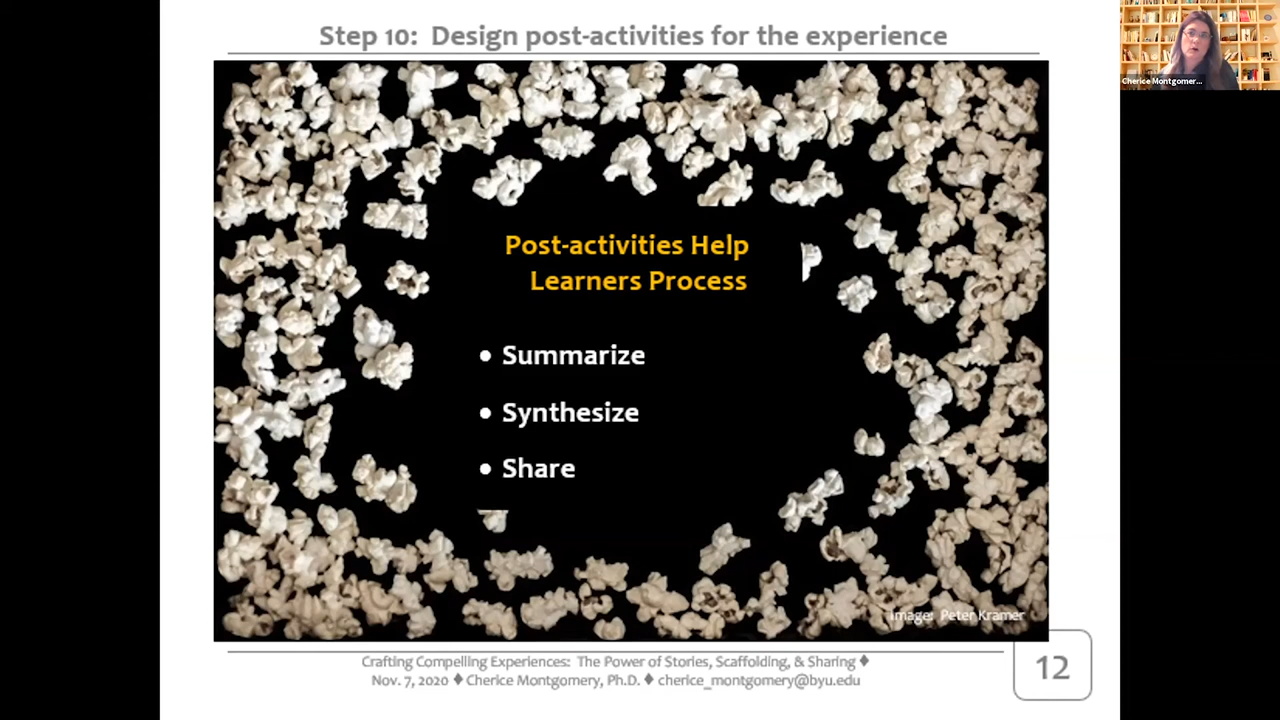 Step 10: Design post-activities for the experience
Cherice Montgomer...
Post-activities Help
Learners Process
• Summarize
• Synthesize
• Share
Image: Peter Kramer
Crafting Compelling Experiences: The Power of Stories, Scaffolding, & Sharing ♦
Nov. 7, 2020 ♦ Cherice Montgomery, Ph.D. ♦ cherice_montgomery@byu.edu
12